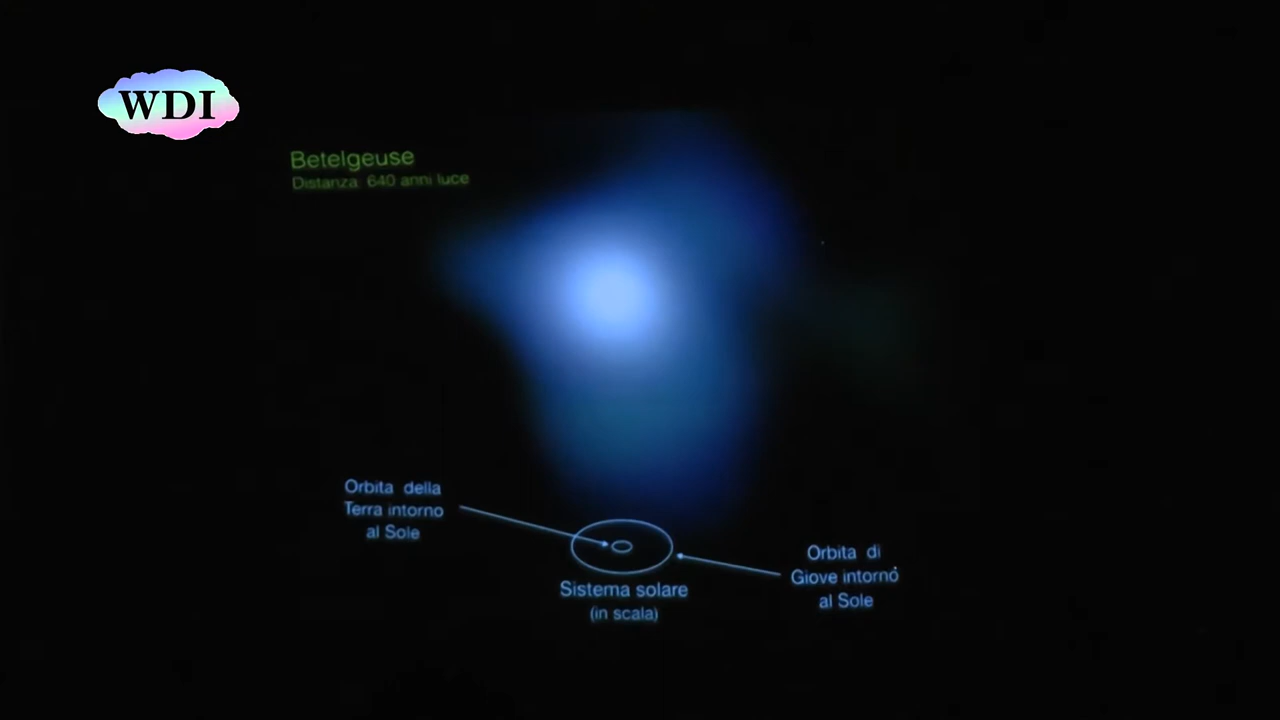 WDI
Betelgeuse
Distanza: 640 anni luce
Orbita della
Terra intorno
al Sole
Orbita di
Giove intorno
al Sole
Sistema solare
(in scala)